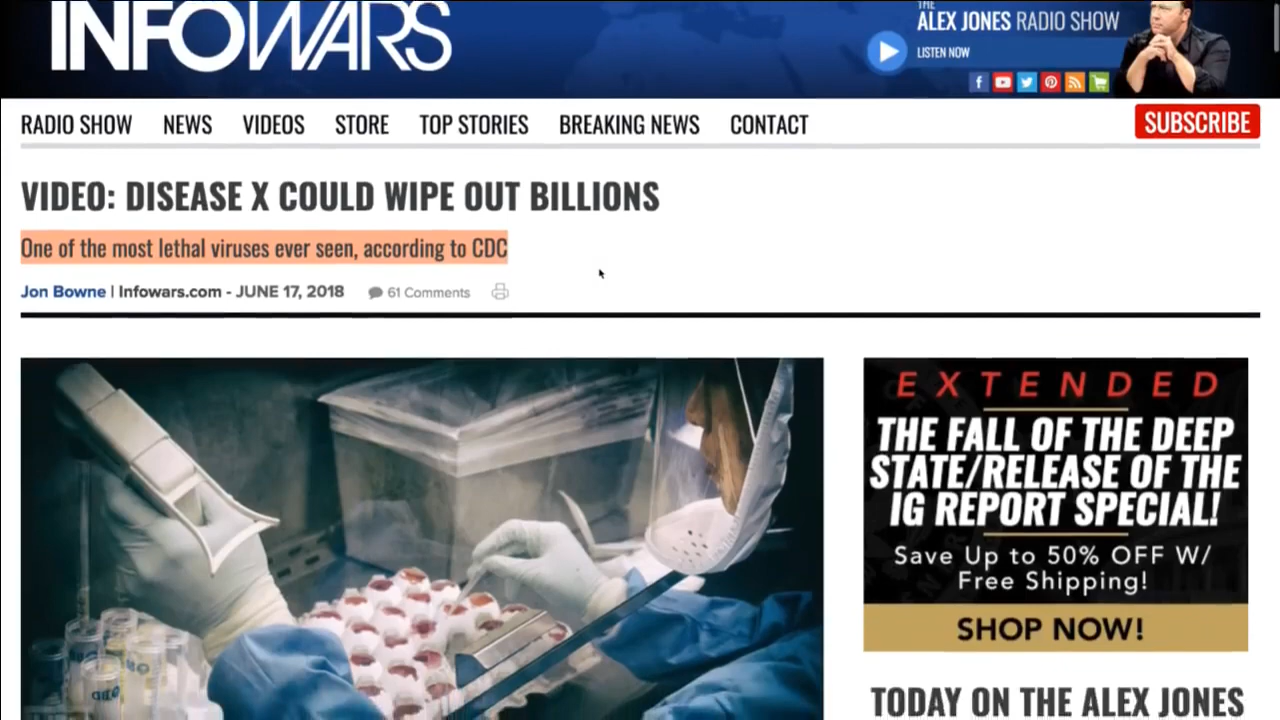 INFOWARS
THE
ALEX JONES RADIO SHOW
LISTEN NOW
RADIO SHOW NEWS VIDEOS STORE TOP STORIES BREAKING NEWS CONTACT
SUBSCRIBE
VIDEO: DISEASE X COULD WIPE OUT BILLIONS
One of the most lethal viruses ever seen, according to CDC
Jon Bowne | Infowars.com - JUNE 17, 2018 61 Comments
EXTENDED
THE FALL OF THE DEEP
STATE/RELEASE OF THE
IG REPORT SPECIAL!
Save Up to 50% OFF W/
Free Shipping!
SHOP NOW!
TODAY ON THE ALEX JONES